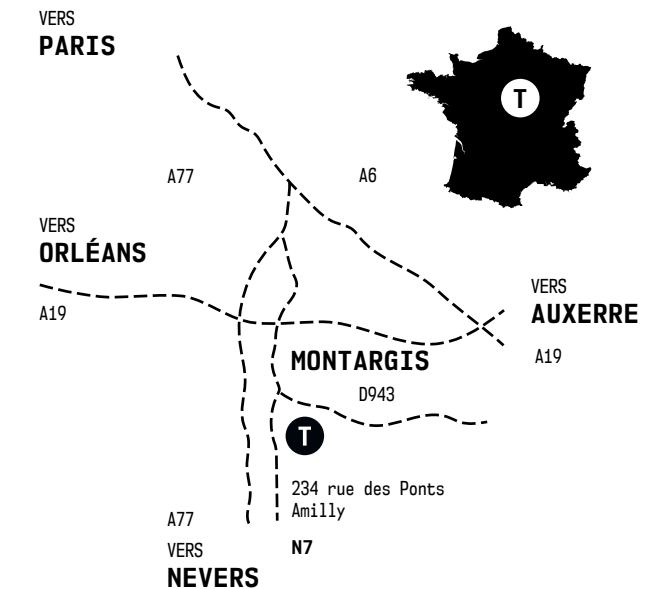 VERS
PARIS
T
A77
A6
VERS
ORLÉANS
A19
VERS
AUXERRE
A19
MONTARGIS
D943
T
234 rue des Ponts
Amilly
A77
VERS
NEVERS
N7